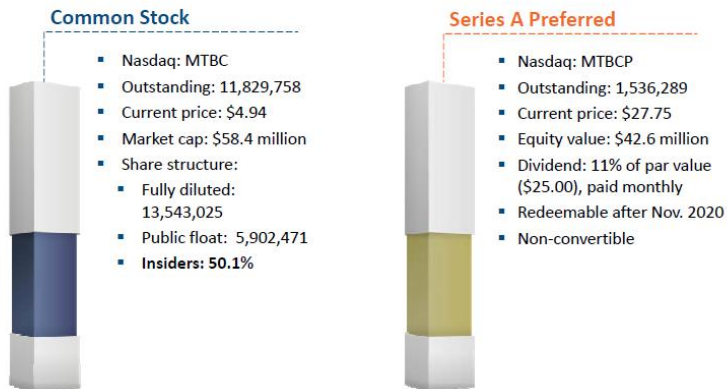 Common Stock
Nasdaq: MTBC
Outstanding: 11,829,758
Current price: $4.94
Market cap: $58.4 million
Share structure:
Fully diluted:
13,543,025
Public float: 5,902,471
Insiders: 50.1%
Series A Preferred
Nasdaq: MTBCP
Outstanding: 1,536,289
Current price: $27.75
Equity value: $42.6 million
Dividend: 11% of par value
($25.00), paid monthly
Redeemable after Nov. 2020
Non-convertible